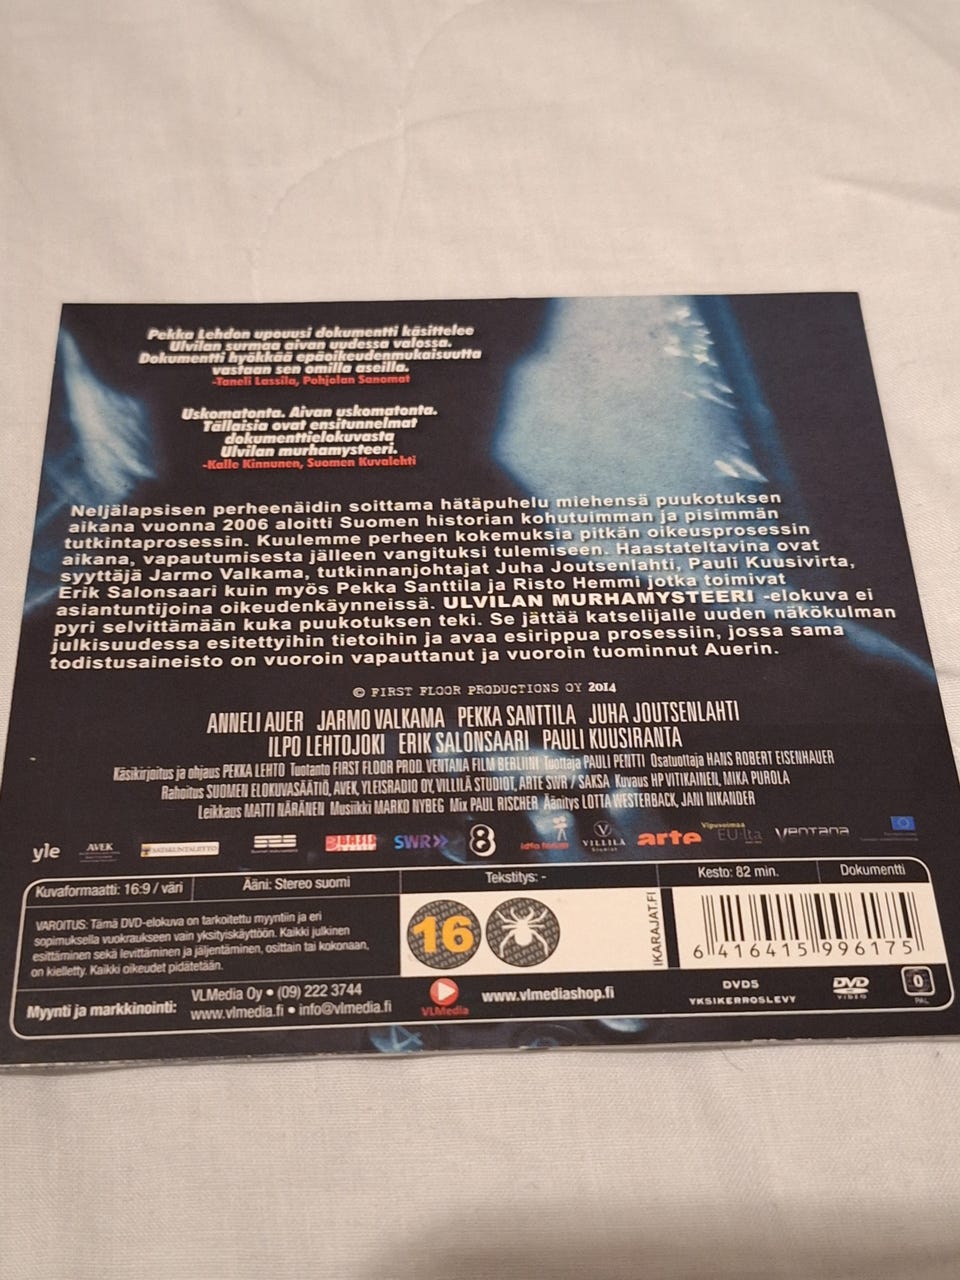 Pekka Lehdon upouusi dokumentti käsittelee
Ulvilan surmaa aivan uudessa valossa.
Dokumentti hyökkää epäoikeudenmukaisuutta
vastaan sen omilla aseilla.
-Taneli Lassila, Pohjolan Sanomat
Uskomatonta. Aivan uskomatonta.
Tällaisia ovat ensitunnelmat
dokumenttielokuvasta
Ulvilan murhamysteeri.
-Kalle Kinnunen, Suomen Kuvalehti
Neljälapsisen perheenäidin soittama hätäpuhelu miehensä puukotuksen
aikana vuonna 2006 aloitti Suomen historian kohutuimman ja pisimmän
tutkintaprosessin. Kuulemme perheen kokemuksia pitkän oikeusprosessin
aikana, vapautumisesta jälleen vangituksi tulemiseen. Haastateltavina ovat
syyttäjä Jarmo Valkama, tutkinnanjohtajat Juha Joutsenlahti, Pauli Kuusivirta,
Erik Salonsaari kuin myös Pekka Santtila ja Risto Hemmi jotka toimivat
asiantuntijoina oikeudenkäynneissä. ULVILAN MURHAMYSTEERI -elokuva ei
pyri selvittämään kuka puukotuksen teki. Se jättää katselijalle uuden näkökulman
julkisuudessa esitettyihin tietoihin ja avaa esirippua prosessiin, jossa sama
todistusaineisto on vuoroin vapauttanut ja vuoroin tuominnut Auerin.
© FIRST FLOOR PRODUCTIONS OY 2014
ANNELI AUER JARMO VALKAMA PEKKA SANTTILA JUHA JOUTSENLAHTI
ILPO LEHTOJOKI ERIK SALONSAARI PAULI KUUSIRANTA
Käsikirjoitus ja ohjaus PEKKA LEHTO Tuotanto FIRST FLOOR PROD. VENTANA FILM BERLIINI Tuottaja PAULI PENTTI Osatuottaja HANS ROBERT EISENHAUER
Rahoitus SUOMEN ELOKUVASÄÄTIÖ, AVEK, YLEISRADIO OY, VILLILÄ STUDIOT, ARTE SWR / SAKSA Kuvaus HP VITIKAINEN, MIKA PUROLA
Leikkaus MATTI NÄRÄNEN Musiikki MARKO NYBEG Mix PAUL RISCHER Äänitys LOTTA WESTERBACK, JANI NIKANDER
yle AVEK SATAKUNTALIITTO SES BASIS SWR>> 8 idfa forum VILLILÄ Studiot arte Vipuvoimaa EU:lta ventana
Kuvaformaatti: 16:9 / väri Ääni: Stereo suomi Tekstitys: - Kesto: 82 min. Dokumentti
VAROITUS: Tämä DVD-elokuva on tarkoitettu myyntiin ja eri
sopimuksella vuokraukseen vain yksityiskäyttöön. Kaikki julkinen
esittäminen sekä levittäminen ja jäljentäminen, osittain tai kokonaan,
on kielletty. Kaikki oikeudet pidätetään.
16
IKARAJAT.FI
6 416415 996175
Myynti ja markkinointi:
VLMedia Oy • (09) 222 3744
www.vlmedia.fi • info@vlmedia.fi
VLMedia
www.vlmediashop.fi
DVD5
YKSIKERROSLEVY
DVD
VIDEO
0
PAL